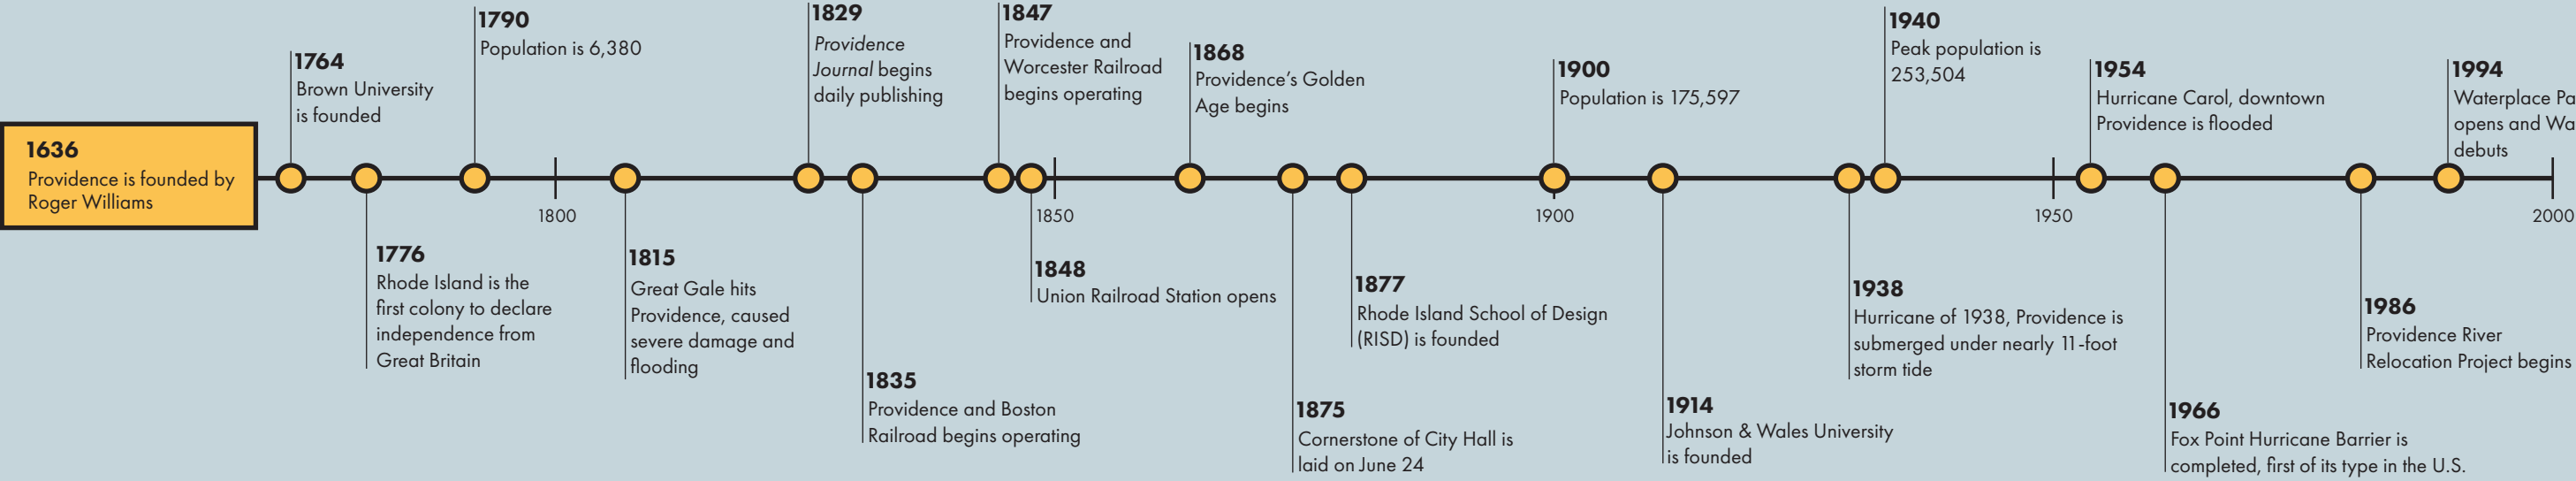 1636
Providence is founded by
Roger Williams
1764
Brown University
is founded
1776
Rhode Island is the
first colony to declare
independence from
Great Britain
1790
Population is 6,380
1800
1815
Great Gale hits
Providence, caused
severe damage and
flooding
1829
Providence
Journal begins
daily publishing
1835
Providence and Boston
Railroad begins operating
1847
Providence and
Worcester Railroad
begins operating
1848
Union Railroad Station opens
1850
1868
Providence's Golden
Age begins
1875
Cornerstone of City Hall is
laid on June 24
1877
Rhode Island School of Design
(RISD) is founded
1900
Population is 175,597
1900
1914
Johnson & Wales University
is founded
1938
Hurricane of 1938, Providence is
submerged under nearly 11-foot
storm tide
1940
Peak population is
253,504
1950
1954
Hurricane Carol, downtown
Providence is flooded
1966
Fox Point Hurricane Barrier is
completed, first of its type in the U.S.
1986
Providence River
Relocation Project begins
1994
Waterplace
opens and
debuts
2000